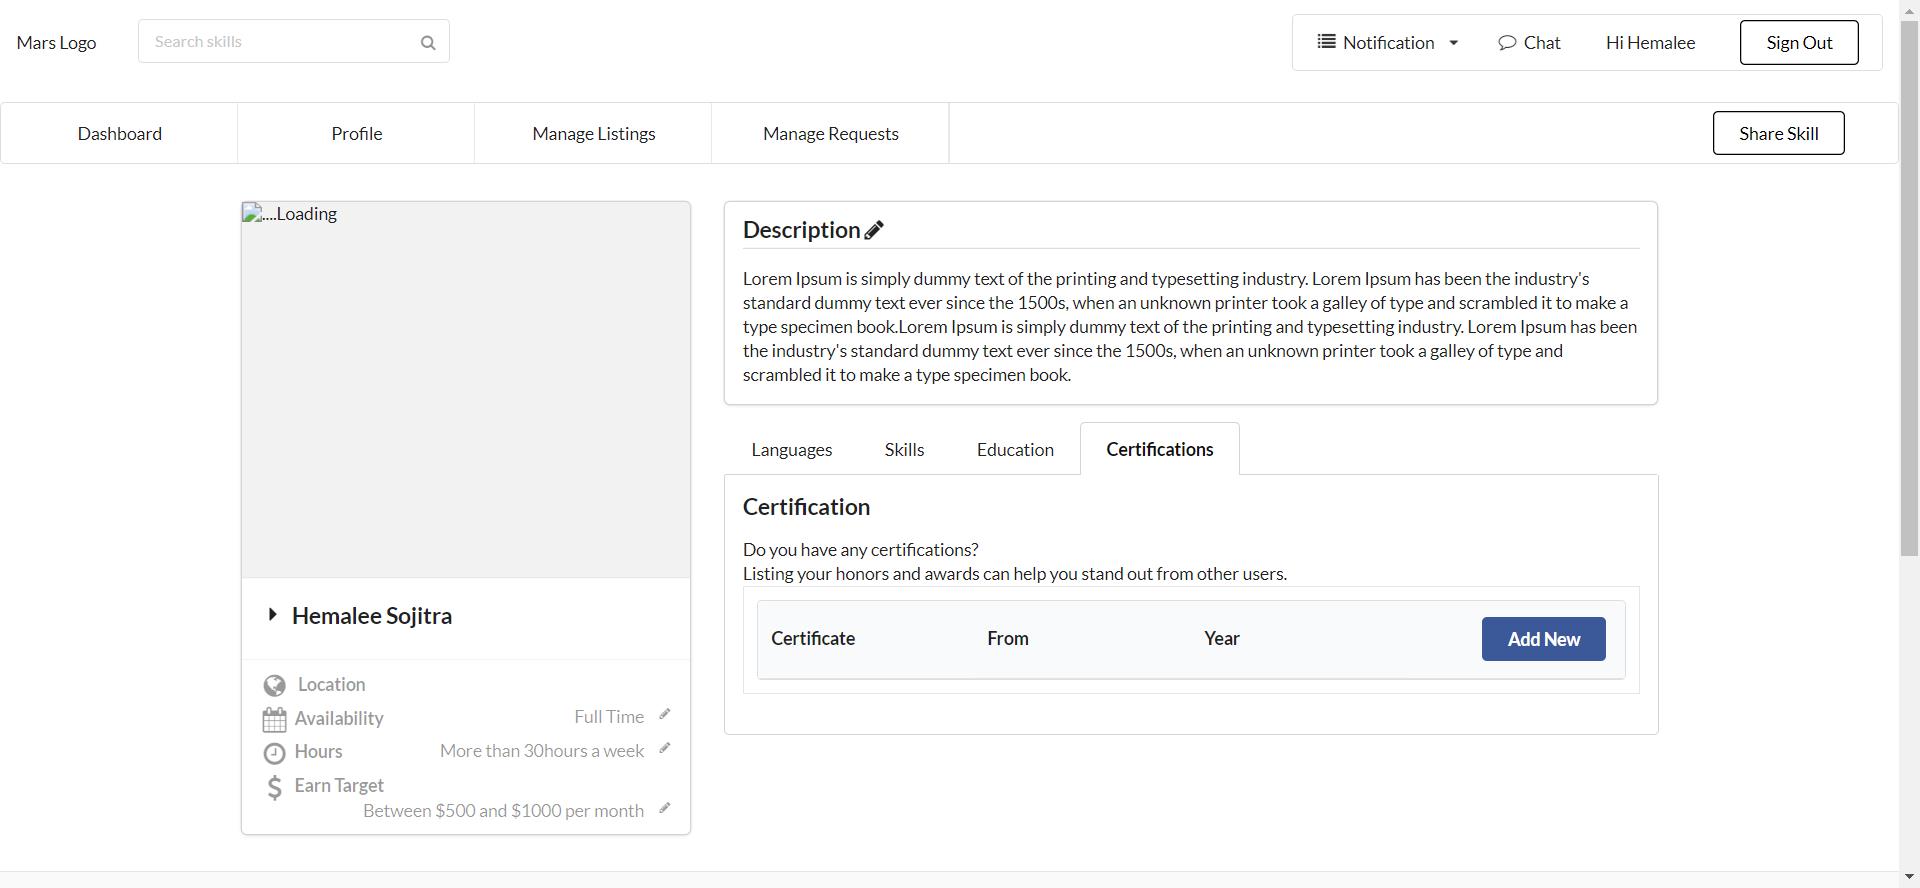 Mars Logo
Search skills
Notification
Chat
Hi Hemalee
Sign Out
Dashboard
Profile
Manage Listings
Manage Requests
Share Skill
....Loading
Hemalee Sojitra
Location
Availability
Full Time
Hours
More than 30hours a week
Earn Target
Between $500 and $1000 per month
Description
Lorem Ipsum is simply dummy text of the printing and typesetting industry. Lorem Ipsum has been the industry's
standard dummy text ever since the 1500s, when an unknown printer took a galley of type and scrambled it to make a
type specimen book.Lorem Ipsum is simply dummy text of the printing and typesetting industry. Lorem Ipsum has been
the industry's standard dummy text ever since the 1500s, when an unknown printer took a galley of type and
scrambled it to make a type specimen book.
Languages
Skills
Education
Certifications
Certification
Do you have any certifications?
Listing your honors and awards can help you stand out from other users.
Certificate
From
Year
Add New